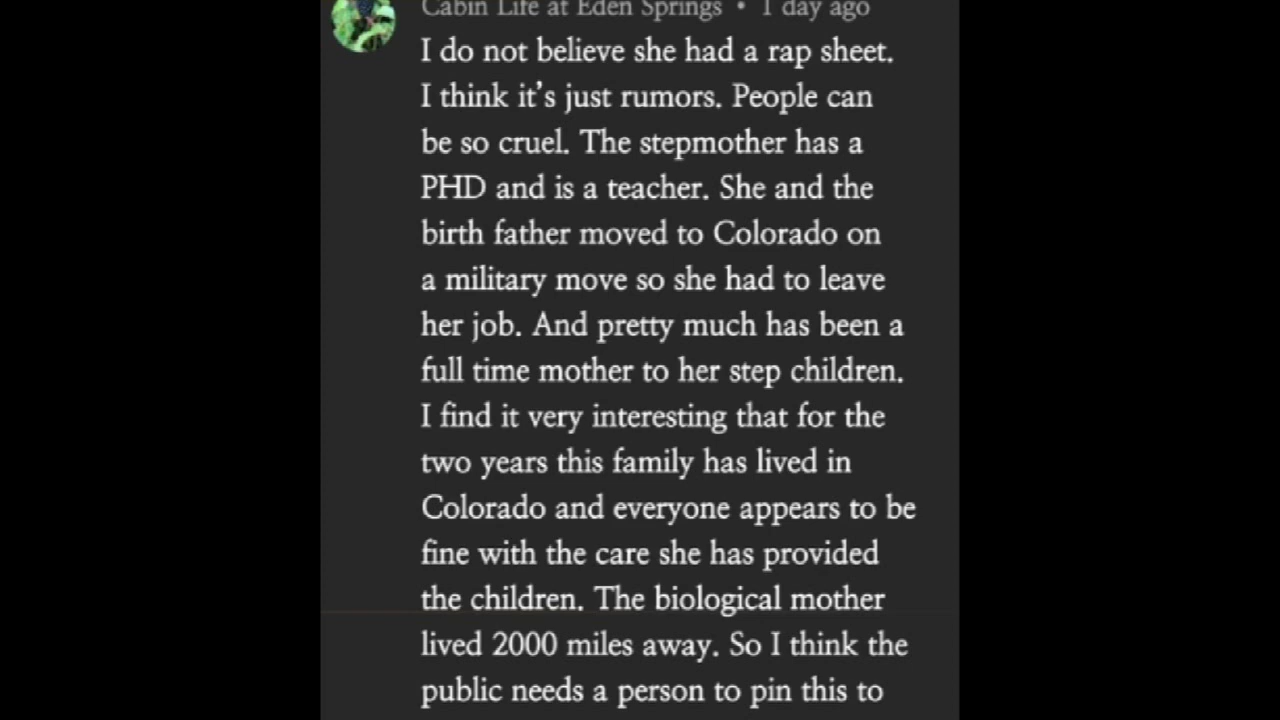 Cabin Life at Eden Springs • 1 day ago
I do not believe she had a rap sheet.
I think it's just rumors. People can
be so cruel. The stepmother has a
PHD and is a teacher. She and the
birth father moved to Colorado on
a military move so she had to leave
her job. And pretty much has been a
full time mother to her step children.
I find it very interesting that for the
two years this family has lived in
Colorado and everyone appears to be
fine with the care she has provided
the children. The biological mother
lived 2000 miles away. So I think the
public needs a person to pin this to